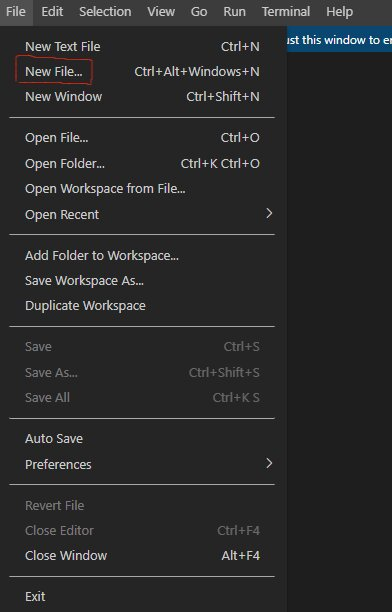 File Edit Selection View Go Run Terminal Help
New Text File Ctrl+N
ust this window to er
New File... Ctrl+Alt+Windows+N
New Window Ctrl+Shift+N
Open File... Ctrl+O
Open Folder... Ctrl+K Ctrl+O
Open Workspace from File...
Open Recent
Add Folder to Workspace...
Save Workspace As...
Duplicate Workspace
Save Ctrl+S
Save As... Ctrl+Shift+S
Save All Ctrl+K S
Auto Save
Preferences
Revert File
Close Editor Ctrl+F4
Close Window Alt+F4
Exit